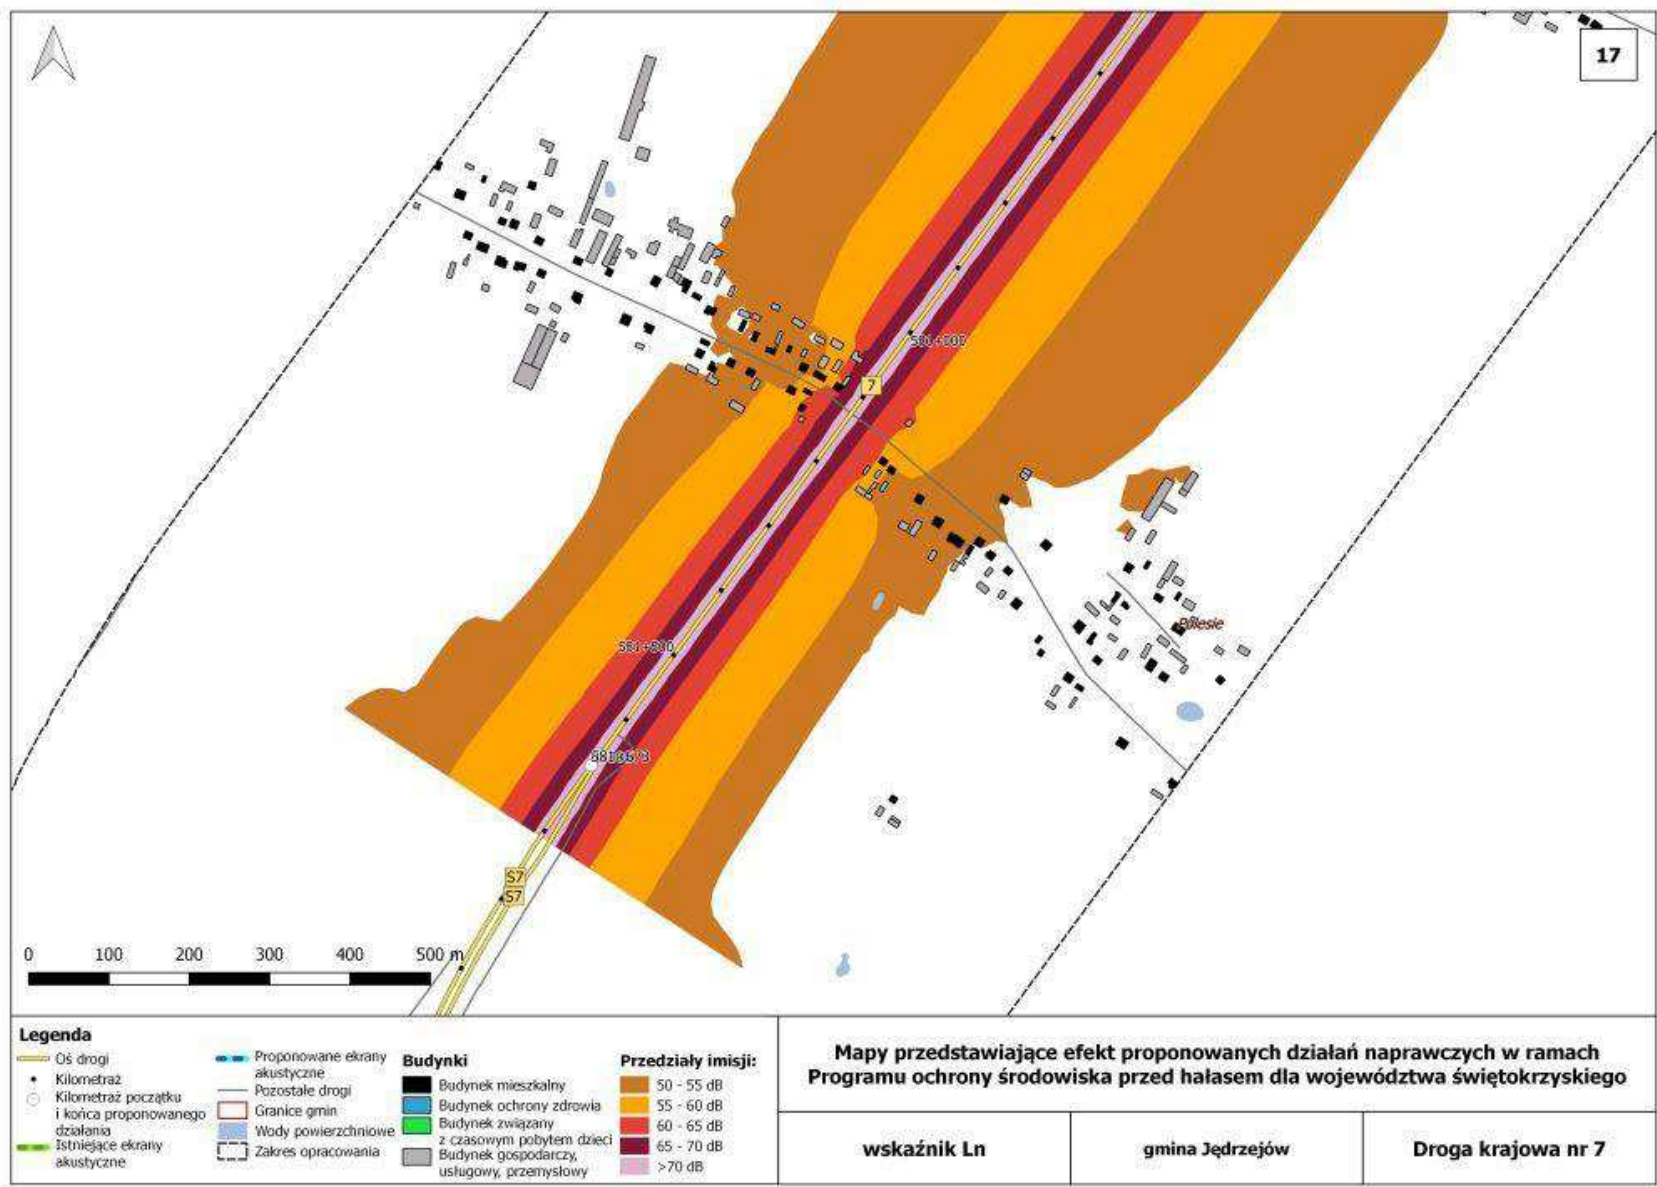 17
7
Polesie
S7
S7
0 100 200 300 400 500 m
Legenda
Oś drogi
Kilometraż
Kilometraż początku
i końca proponowanego
działania
Istniejące ekrany
akustyczne
Proponowane ekrany
akustyczne
Pozostałe drogi
Granice gmin
Wody powierzchniowe
Zakres opracowania
Budynki
Budynek mieszkalny
Budynek ochrony zdrowia
Budynek związany
z czasowym pobytem dzieci
Budynek gospodarczy,
usługowy, przemysłowy
Przedziały imisji:
50 - 55 dB
55 - 60 dB
60 - 65 dB
65 - 70 dB
>70 dB
Mapy przedstawiające efekt proponowanych działań naprawczych w ramach
Programu ochrony środowiska przed hałasem dla województwa świętokrzyskiego
wskaźnik Ln
gmina Jędrzejów
Droga krajowa nr 7